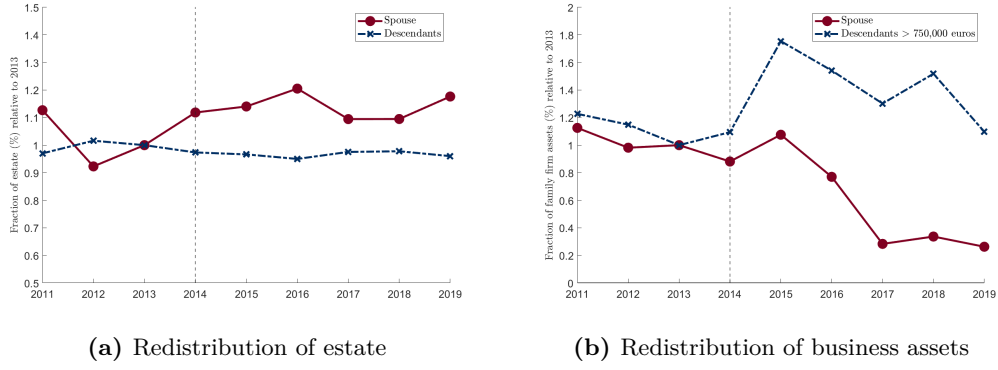 1.5
1.4
1.3
1.2
1.1
1
0.9
0.8
0.7
0.6
0.5
Fraction of estate (%) relative to 2013
Spouse
Descendants
2011 2012 2013 2014 2015 2016 2017 2018 2019
(a) Redistribution of estate
2
1.8
1.6
1.4
1.2
1
0.8
0.6
0.4
0.2
0
Fraction of family firm assets (%) relative to 2013
Spouse
Descendants > 750,000 euros
2011 2012 2013 2014 2015 2016 2017 2018 2019
(b) Redistribution of business assets